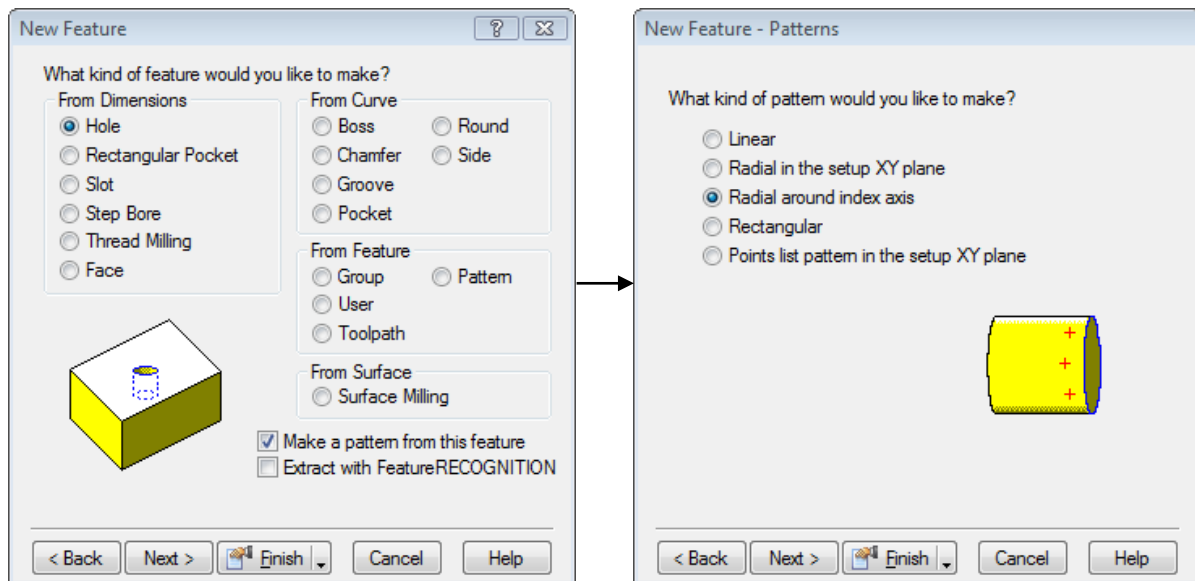 New Feature
What kind of feature would you like to make?
From Dimensions
Hole
Rectangular Pocket
Slot
Step Bore
Thread Milling
Face
From Curve
Boss Round
Chamfer Side
Groove
Pocket
From Feature
Group Pattern
User
Toolpath
From Surface
Surface Milling
Make a pattern from this feature
Extract with FeatureRECOGNITION
< Back Next > Finish Cancel Help
New Feature - Patterns
What kind of pattern would you like to make?
Linear
Radial in the setup XY plane
Radial around index axis
Rectangular
Points list pattern in the setup XY plane
< Back Next > Finish Cancel Help